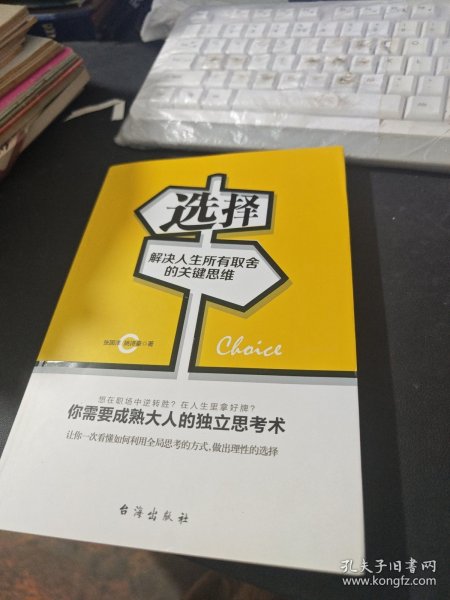 选择
解决人生所有取舍
的关键思维
著
Choice
想在职场中逆转胜？在人生里拿好牌？
你需要成熟大人的独立思考术
让你一次看懂如何利用全局思考的方式，做出理性的选择
台海出版社
孔夫子旧书网
www.kongfz.com